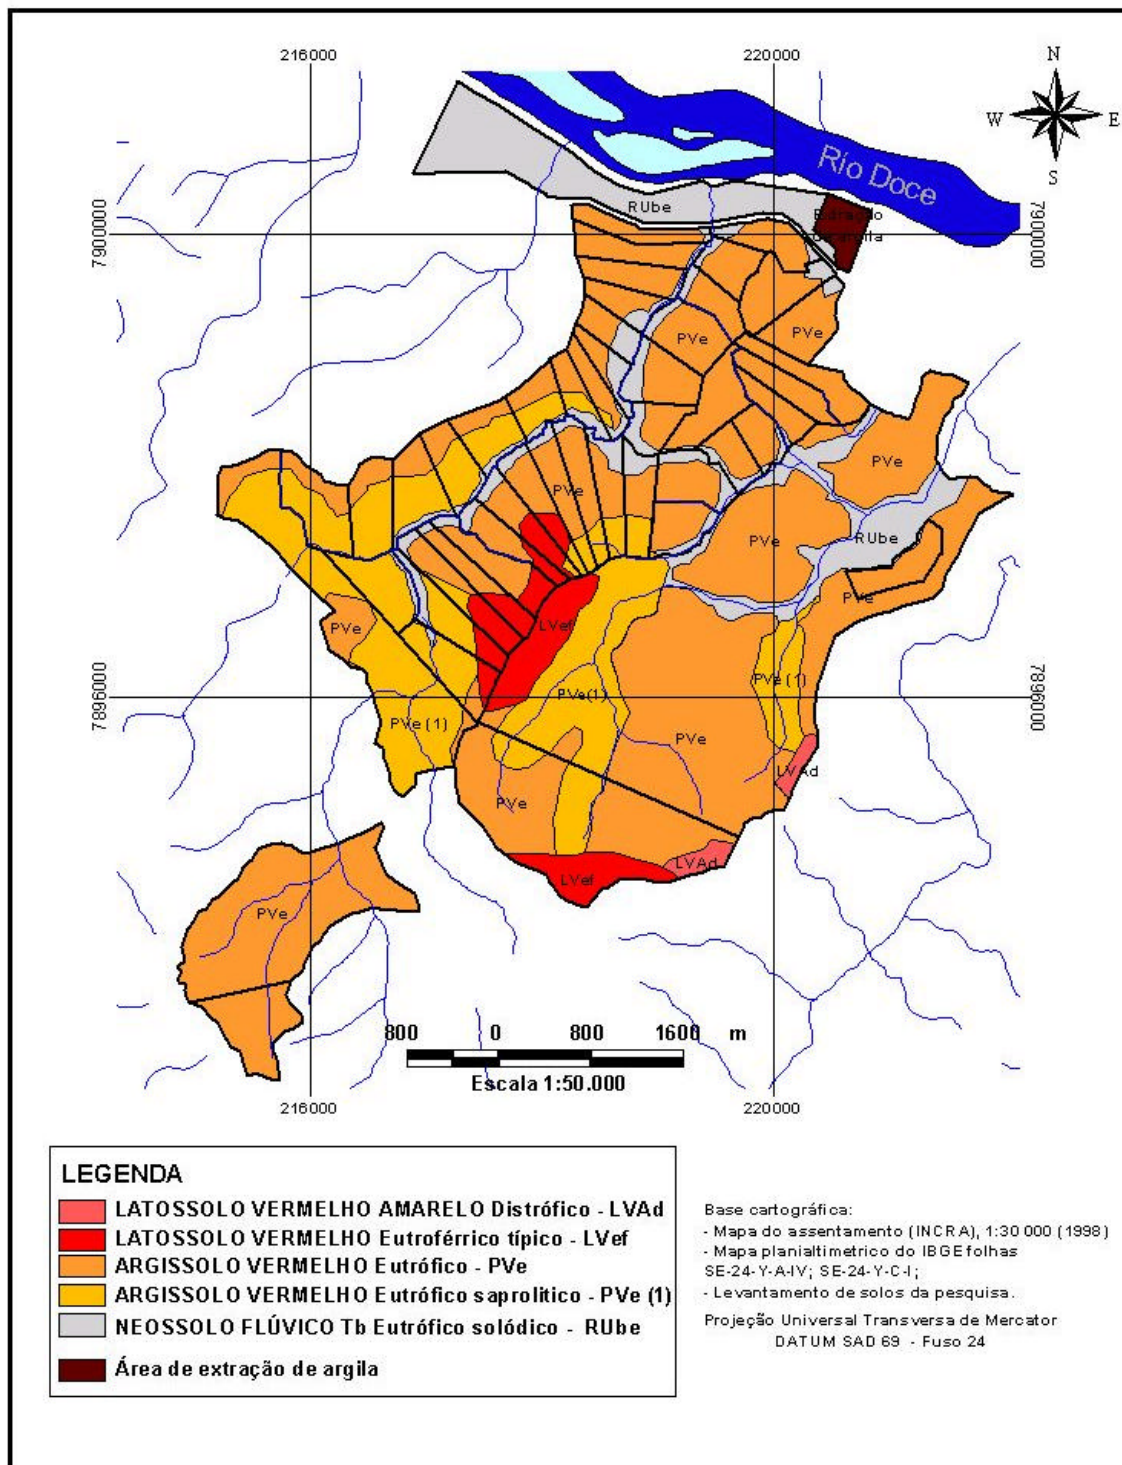 216000
220000
N
W
E
S
Rio Doce
RUbe
Extração
de argila
7900000
7900000
PVe
PVe
PVe
PVe
PVe
RUbe
PVe
PVe
LVef
7896000
7896000
PVe(1)
PVe (1)
PVe (1)
PVe
LVAd
PVe
LVAd
LVef
PVe
800
0
800
1600
m
Escala 1:50.000
216000
220000
LEGENDA
LATOSSOLO VERMELHO AMARELO Distrófico - LVAd
LATOSSOLO VERMELHO Eutroférrico típico - LVef
ARGISSOLO VERMELHO Eutrófico - PVe
ARGISSOLO VERMELHO Eutrófico saprolitico - PVe (1)
NEOSSOLO FLÚVICO Tb Eutrófico solódico - RUbe
Área de extração de argila
Base cartográfica:
- Mapa do assentamento (INCRA), 1:30 000 (1998)
- Mapa planialtimetrico do IBGE folhas
SE-24-Y-A-IV; SE-24-Y-C-I;
- Levantamento de solos da pesquisa.
Projeção Universal Transversa de Mercator
DATUM SAD 69 - Fuso 24